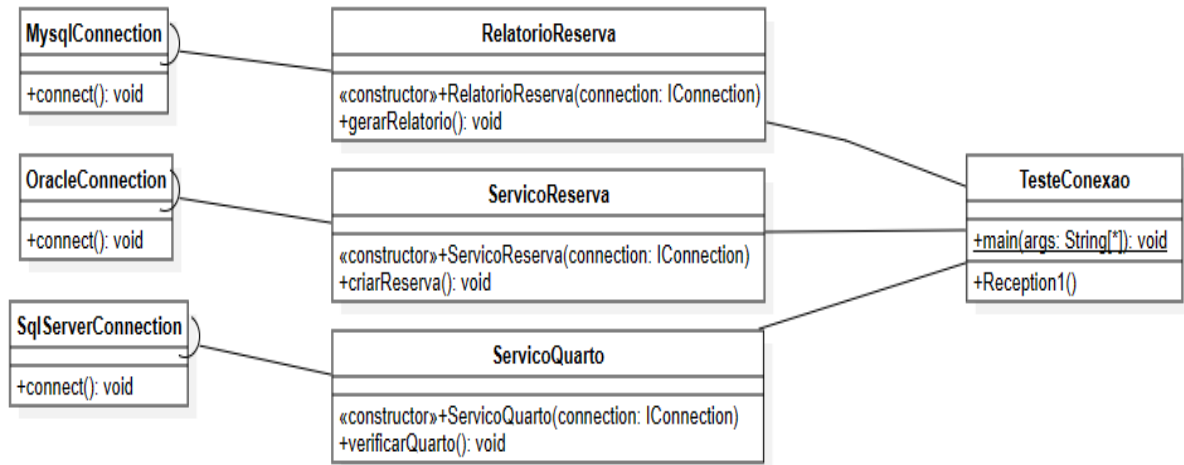 MysqlConnection
+connect(): void
RelatorioReserva
«constructor»+RelatorioReserva(connection: IConnection)
+gerarRelatorio(): void
OracleConnection
+connect(): void
ServicoReserva
«constructor»+ServicoReserva(connection: IConnection)
+criarReserva(): void
TesteConexao
+main(args: String[*]): void
+Reception1()
SqlServerConnection
+connect(): void
ServicoQuarto
«constructor»+ServicoQuarto(connection: IConnection)
+verificarQuarto(): void